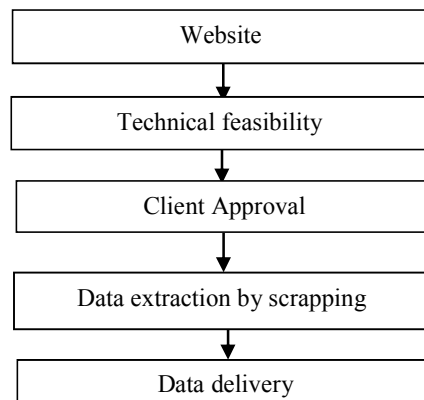 Website
Technical feasibility
Client Approval
Data extraction by scrapping
Data delivery